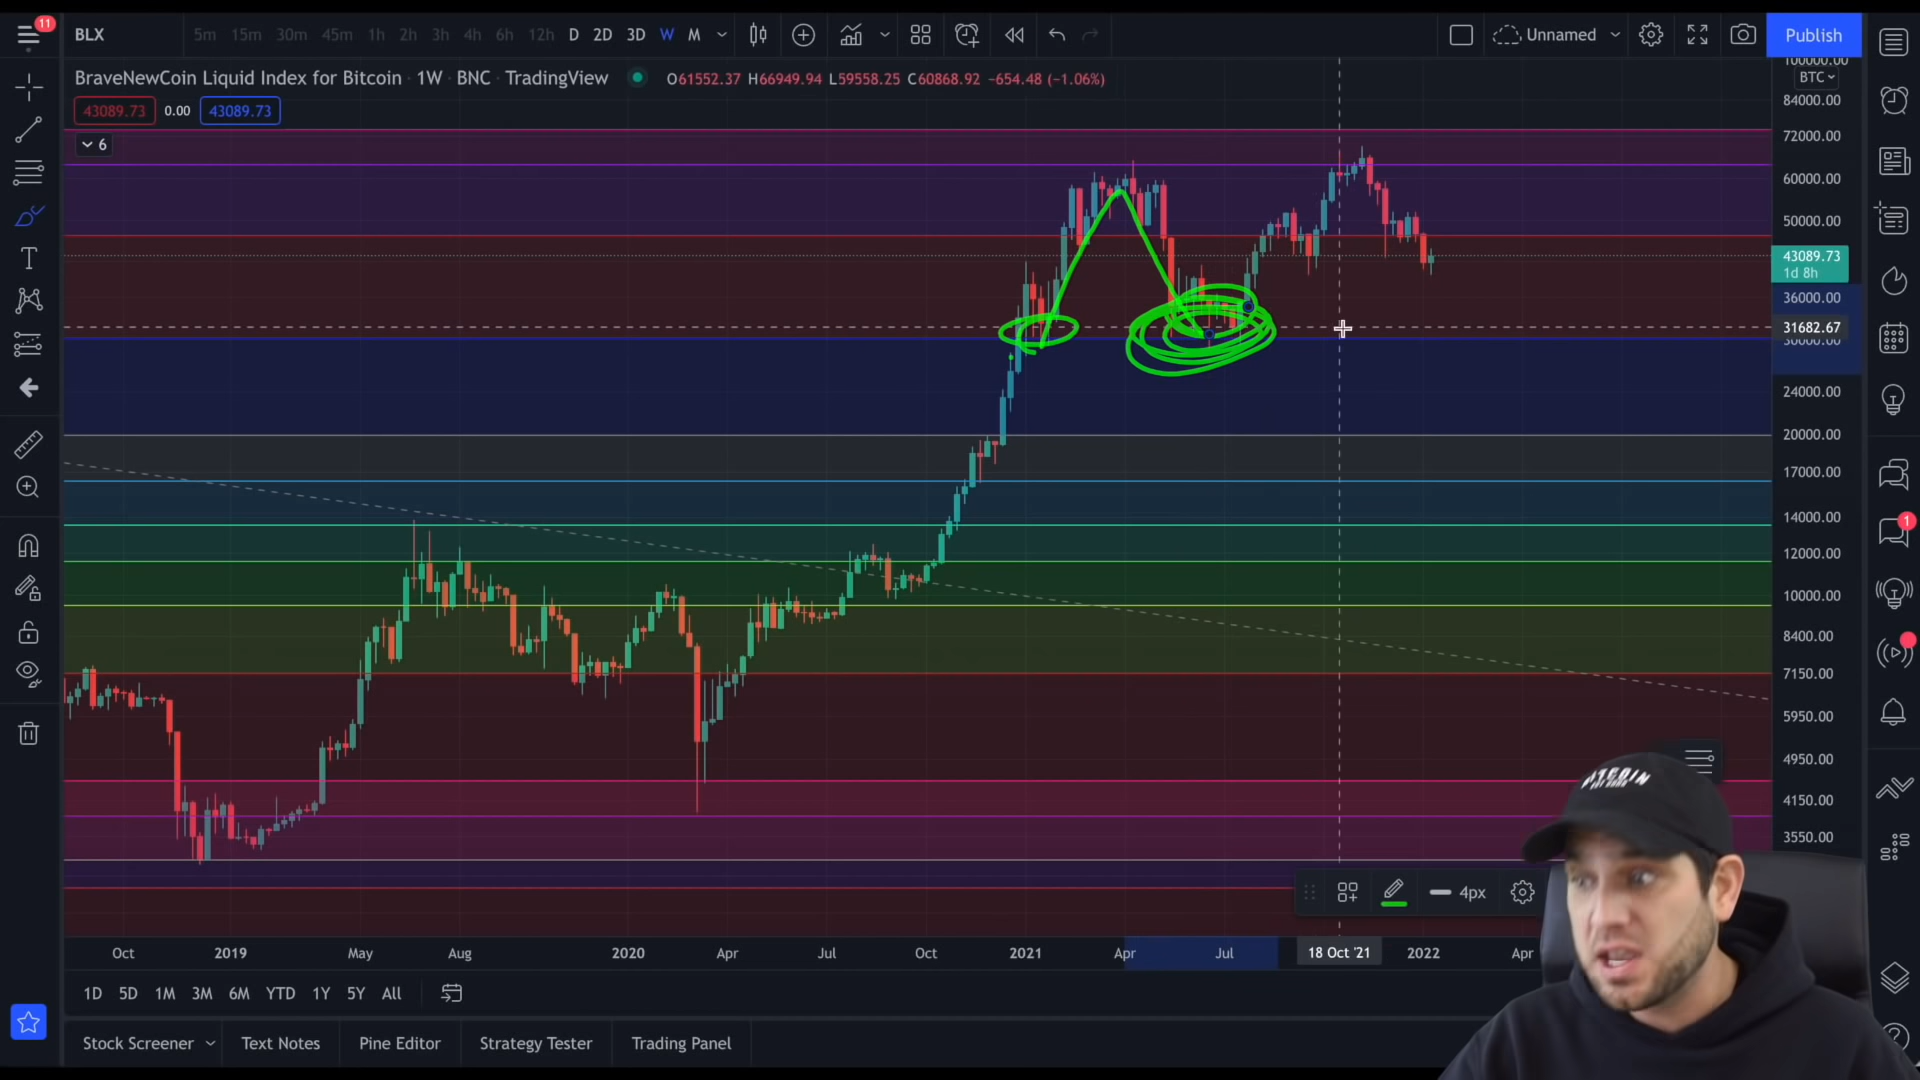 11
BLX
5m 15m 30m 45m 1h 2h 3h 4h 6h 12h D 2D 3D W M
Unnamed
Publish
BraveNewCoin Liquid Index for Bitcoin · 1W · BNC · TradingView
O61552.37 H66949.94 L59558.25 C60868.92 −654.48 (−1.06%)
43089.73 0.00 43089.73
6
100000.00
BTC
84000.00
72000.00
60000.00
50000.00
43089.73
1d 8h
36000.00
31682.67
30000.00
24000.00
20000.00
17000.00
14000.00
12000.00
10000.00
8400.00
7150.00
5950.00
4950.00
4150.00
3550.00
1
BITCOIN
4px
Oct 2019 May Aug 2020 Apr Jul Oct 2021 Apr Jul 18 Oct '21 2022 Apr
1D 5D 1M 3M 6M YTD 1Y 5Y All
Stock Screener Text Notes Pine Editor Strategy Tester Trading Panel